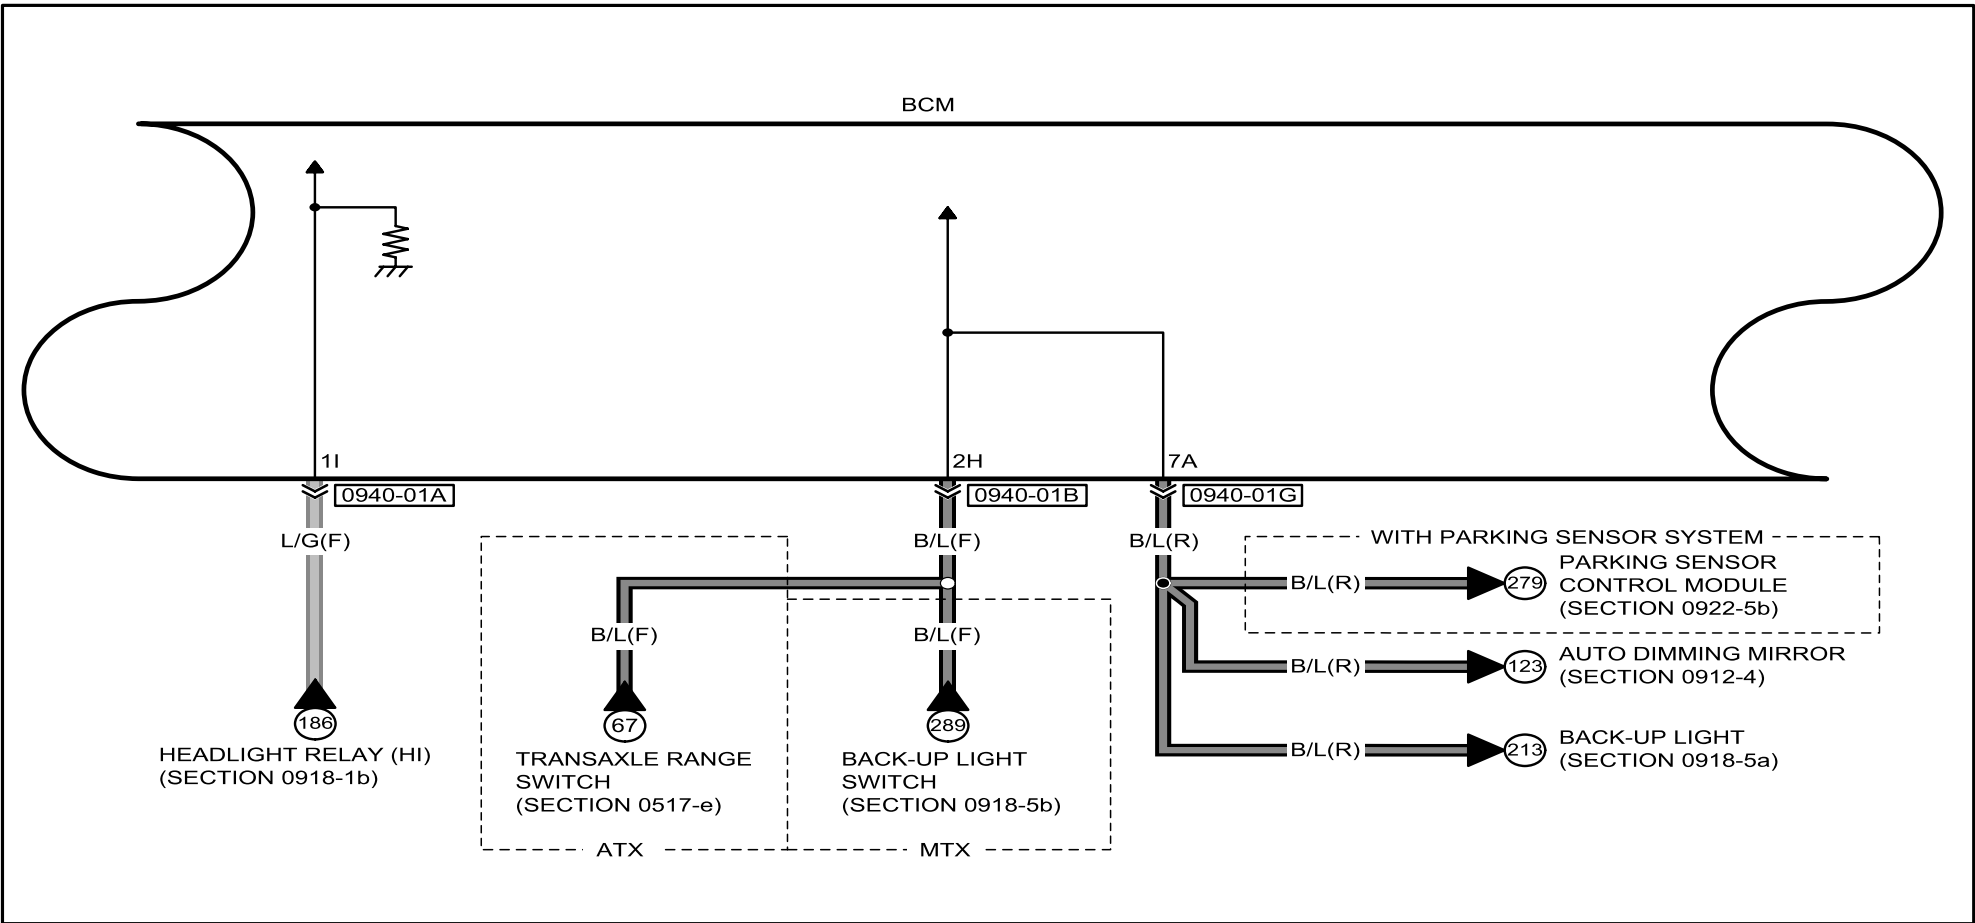 BCM
1I
2H
7A
0940-01A
0940-01B
0940-01G
L/G(F)
B/L(F)
B/L(R)
WITH PARKING SENSOR SYSTEM
B/L(R)
279
PARKING SENSOR
CONTROL MODULE
(SECTION 0922-5b)
B/L(F)
B/L(F)
B/L(R)
123
AUTO DIMMING MIRROR
(SECTION 0912-4)
186
HEADLIGHT RELAY (HI)
(SECTION 0918-1b)
67
TRANSAXLE RANGE
SWITCH
(SECTION 0517-e)
289
BACK-UP LIGHT
SWITCH
(SECTION 0918-5b)
B/L(R)
213
BACK-UP LIGHT
(SECTION 0918-5a)
ATX
MTX